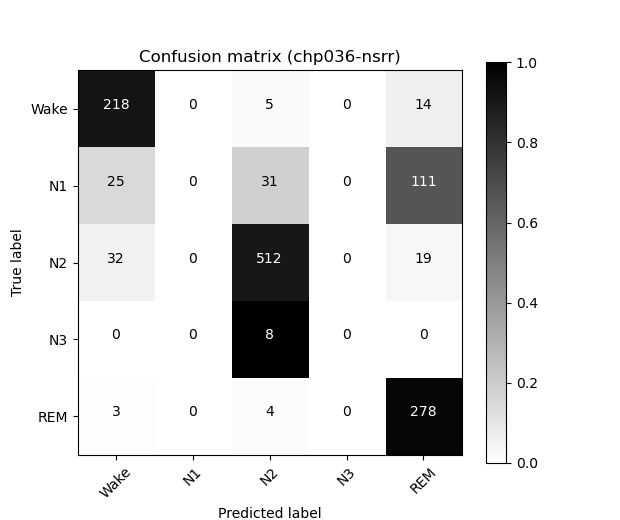 Confusion matrix (chp036-nsrr)
True label
Wake 218 0 5 0 14
N1 25 0 31 0 111
N2 32 0 512 0 19
N3 0 0 8 0 0
REM 3 0 4 0 278
Wake N1 N2 N3 REM
Predicted label
1.0
0.8
0.6
0.4
0.2
0.0